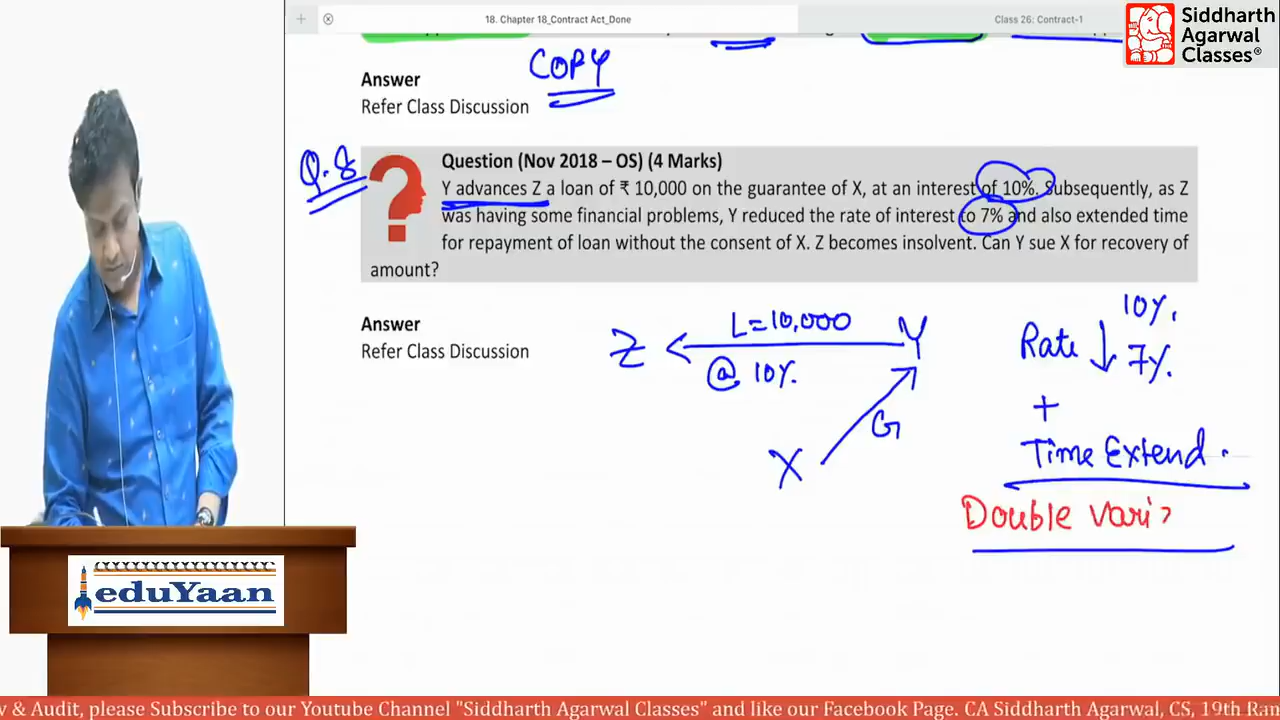 18. Chapter 18_Contract Act_Done
Class 26: Contract-1
Siddharth
Agarwal
Classes®
COPY
Answer
Refer Class Discussion
Q.8
?
Question (Nov 2018 – OS) (4 Marks)
Y advances Z a loan of ₹ 10,000 on the guarantee of X, at an interest of 10%. Subsequently, as Z
was having some financial problems, Y reduced the rate of interest to 7% and also extended time
for repayment of loan without the consent of X. Z becomes insolvent. Can Y sue X for recovery of
amount?
Answer
Refer Class Discussion
Z
L=10,000
@ 10%.
Y
X
G
Rate ↓ 10%.
7%.
+
Time Extend.
Double vari
eduYaan
w & Audit, please Subscribe to our Youtube Channel "Siddharth Agarwal Classes" and like our Facebook Page. CA Siddharth Agarwal, CS, 19th Ran